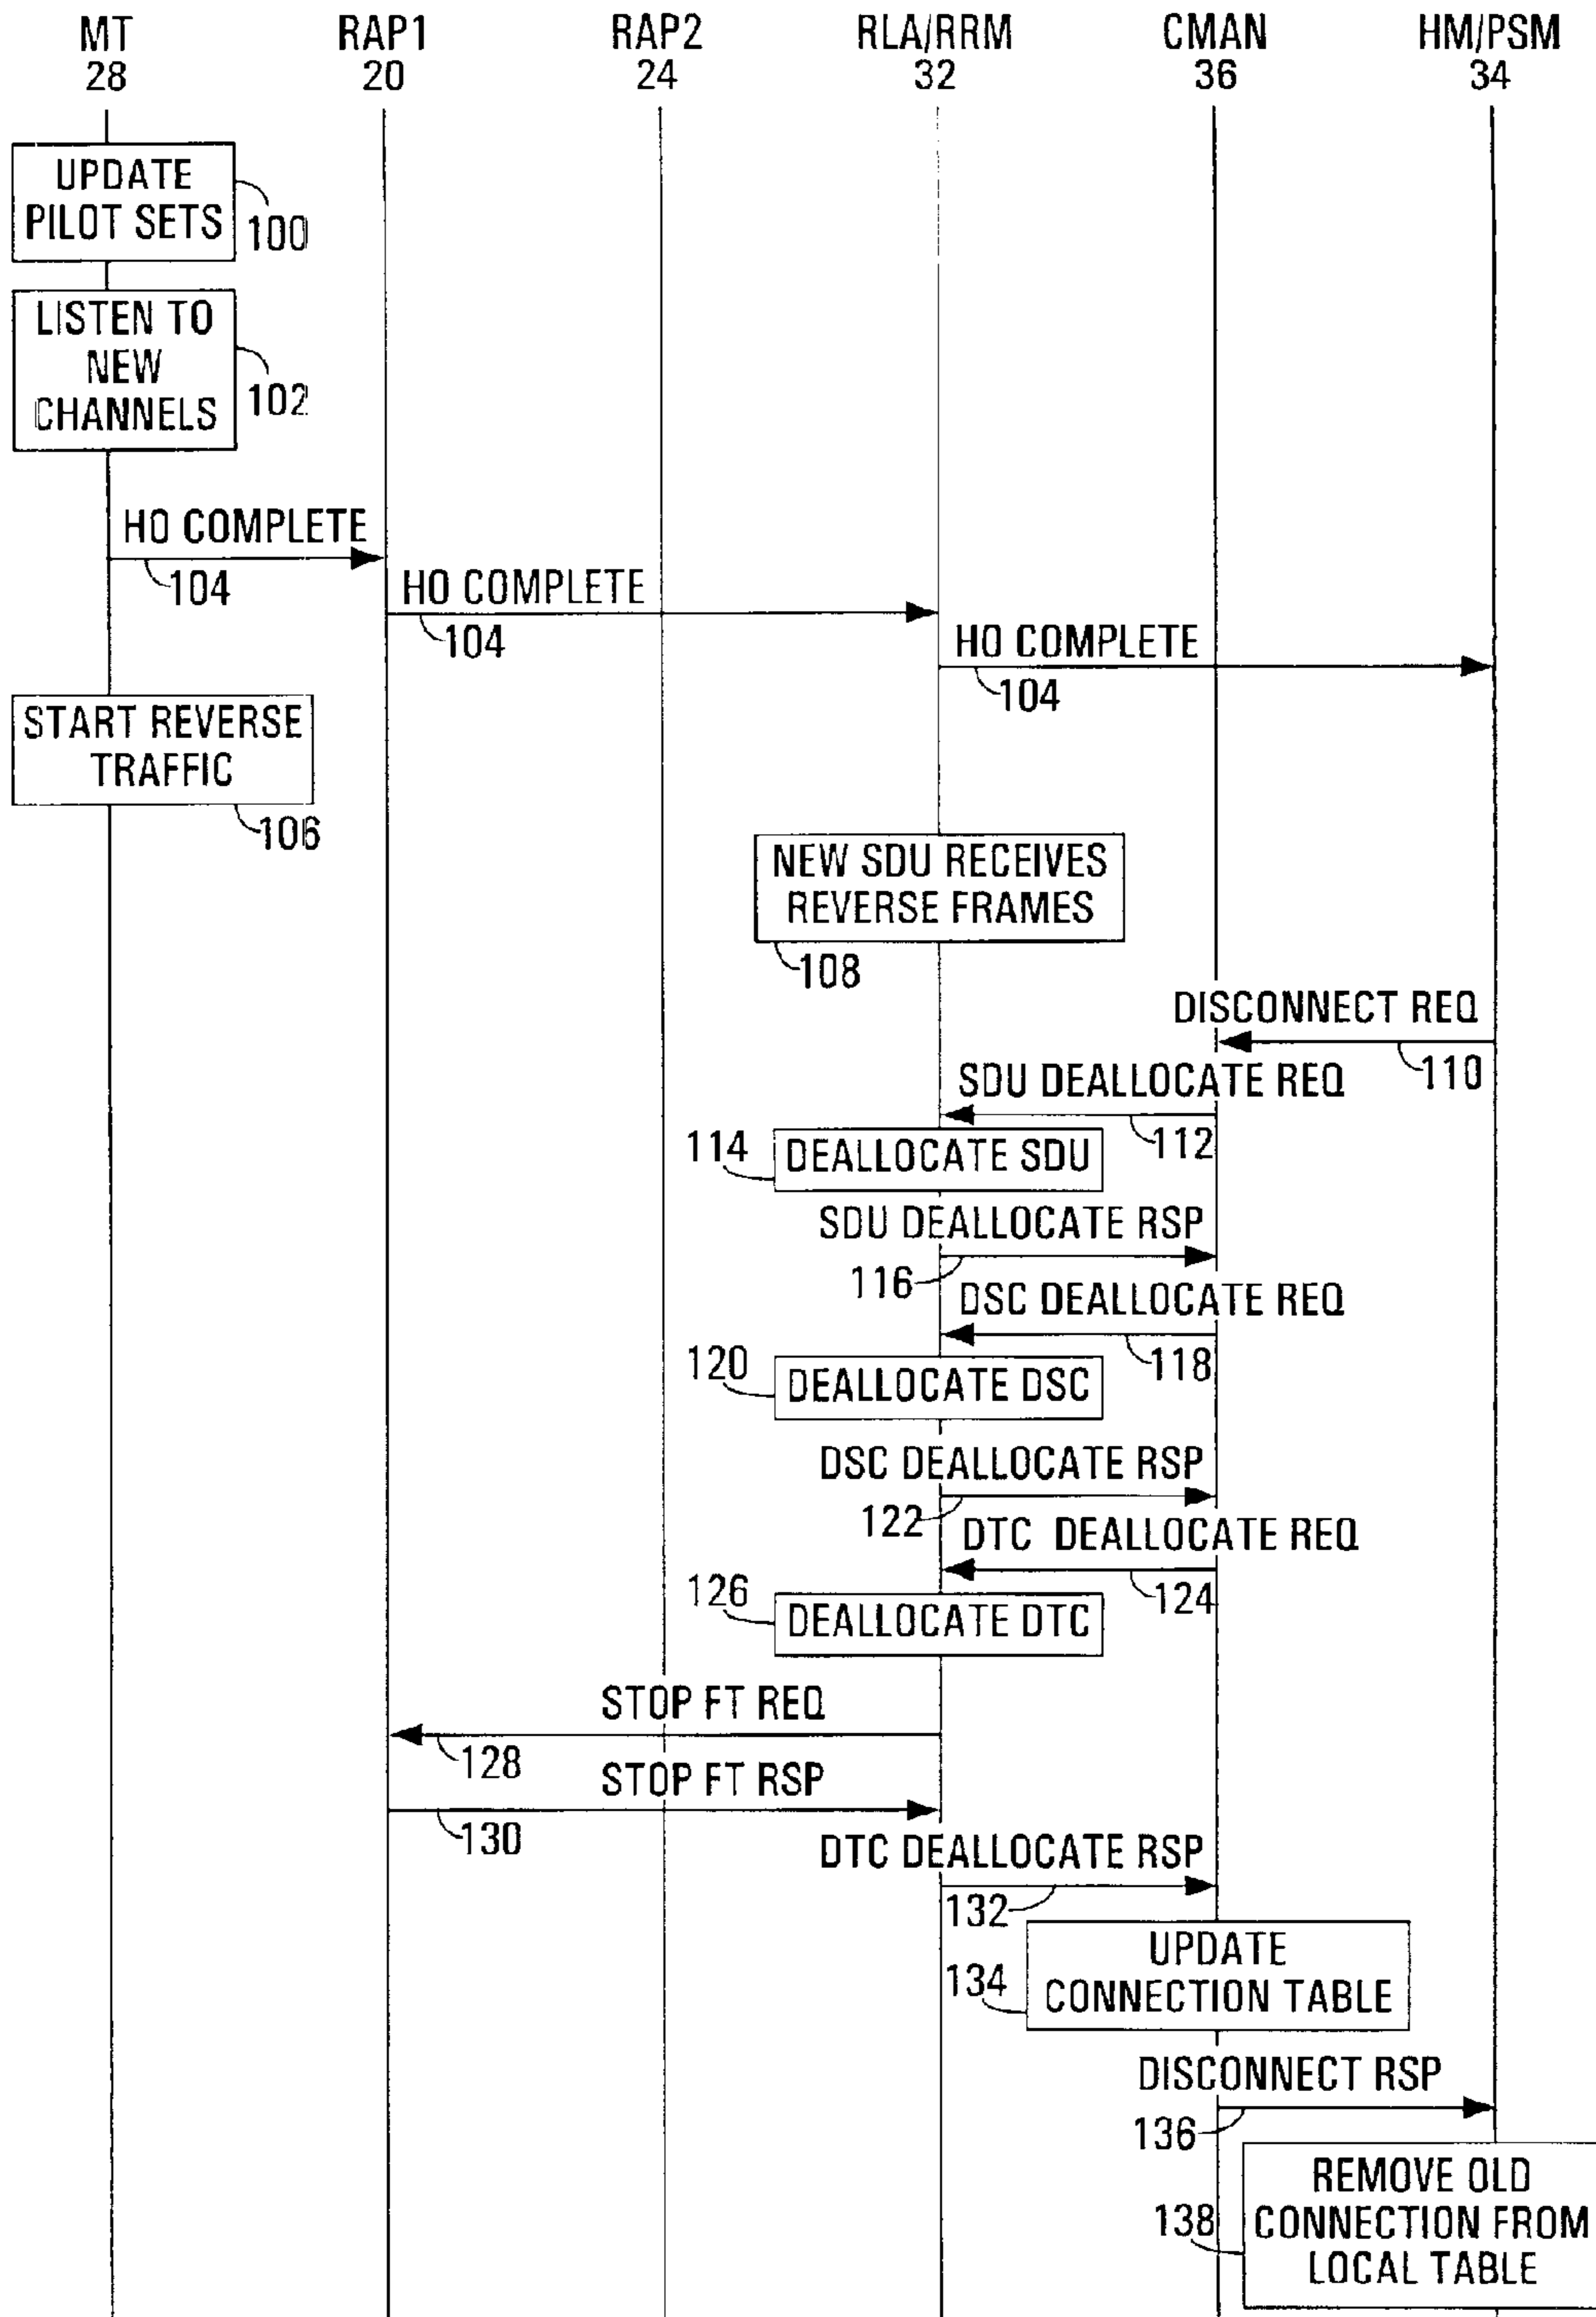 MT RAP1 RAP2 RLA/RRM CMAN HM/PSM
28 20 24 32 36 34
UPDATE
PILOT SETS
100
LISTEN TO
NEW
CHANNELS
102
HO COMPLETE
104
HO COMPLETE
104
HO COMPLETE
104
START REVERSE
TRAFFIC
106
NEW SDU RECEIVES
REVERSE FRAMES
108
DISCONNECT REQ
110
SDU DEALLOCATE REQ
112
114 DEALLOCATE SDU
SDU DEALLOCATE RSP
116
DSC DEALLOCATE REQ
118
120 DEALLOCATE DSC
DSC DEALLOCATE RSP
122
DTC DEALLOCATE REQ
124
126 DEALLOCATE DTC
STOP FT REQ
128
STOP FT RSP
130
DTC DEALLOCATE RSP
132
UPDATE
134 CONNECTION TABLE
DISCONNECT RSP
136
REMOVE OLD
138 CONNECTION FROM
LOCAL TABLE